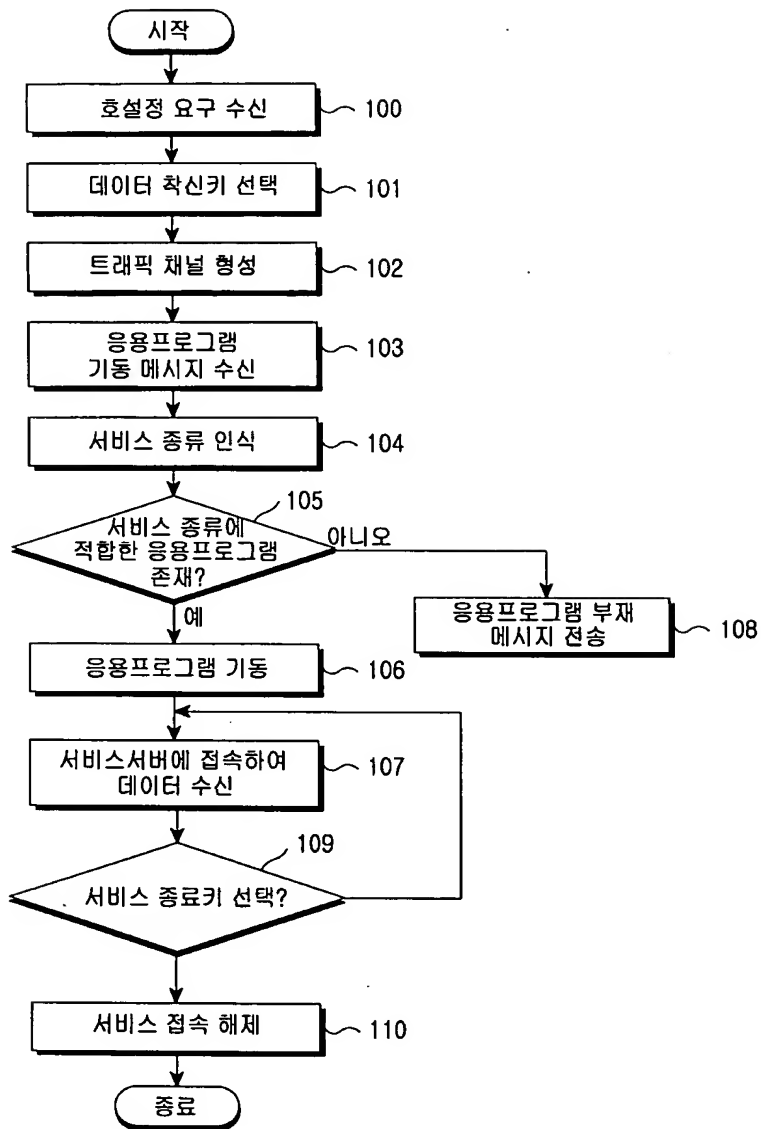 시작
호설정 요구 수신
100
데이터 착신키 선택
101
트래픽 채널 형성
102
응용프로그램
기동 메시지 수신
103
서비스 종류 인식
104
105
서비스 종류에
적합한 응용프로그램
존재?
아니오
예
응용프로그램 부재
메시지 전송
108
응용프로그램 기동
106
서비스서버에 접속하여
데이터 수신
107
109
서비스 종료키 선택?
서비스 접속 해제
110
종료